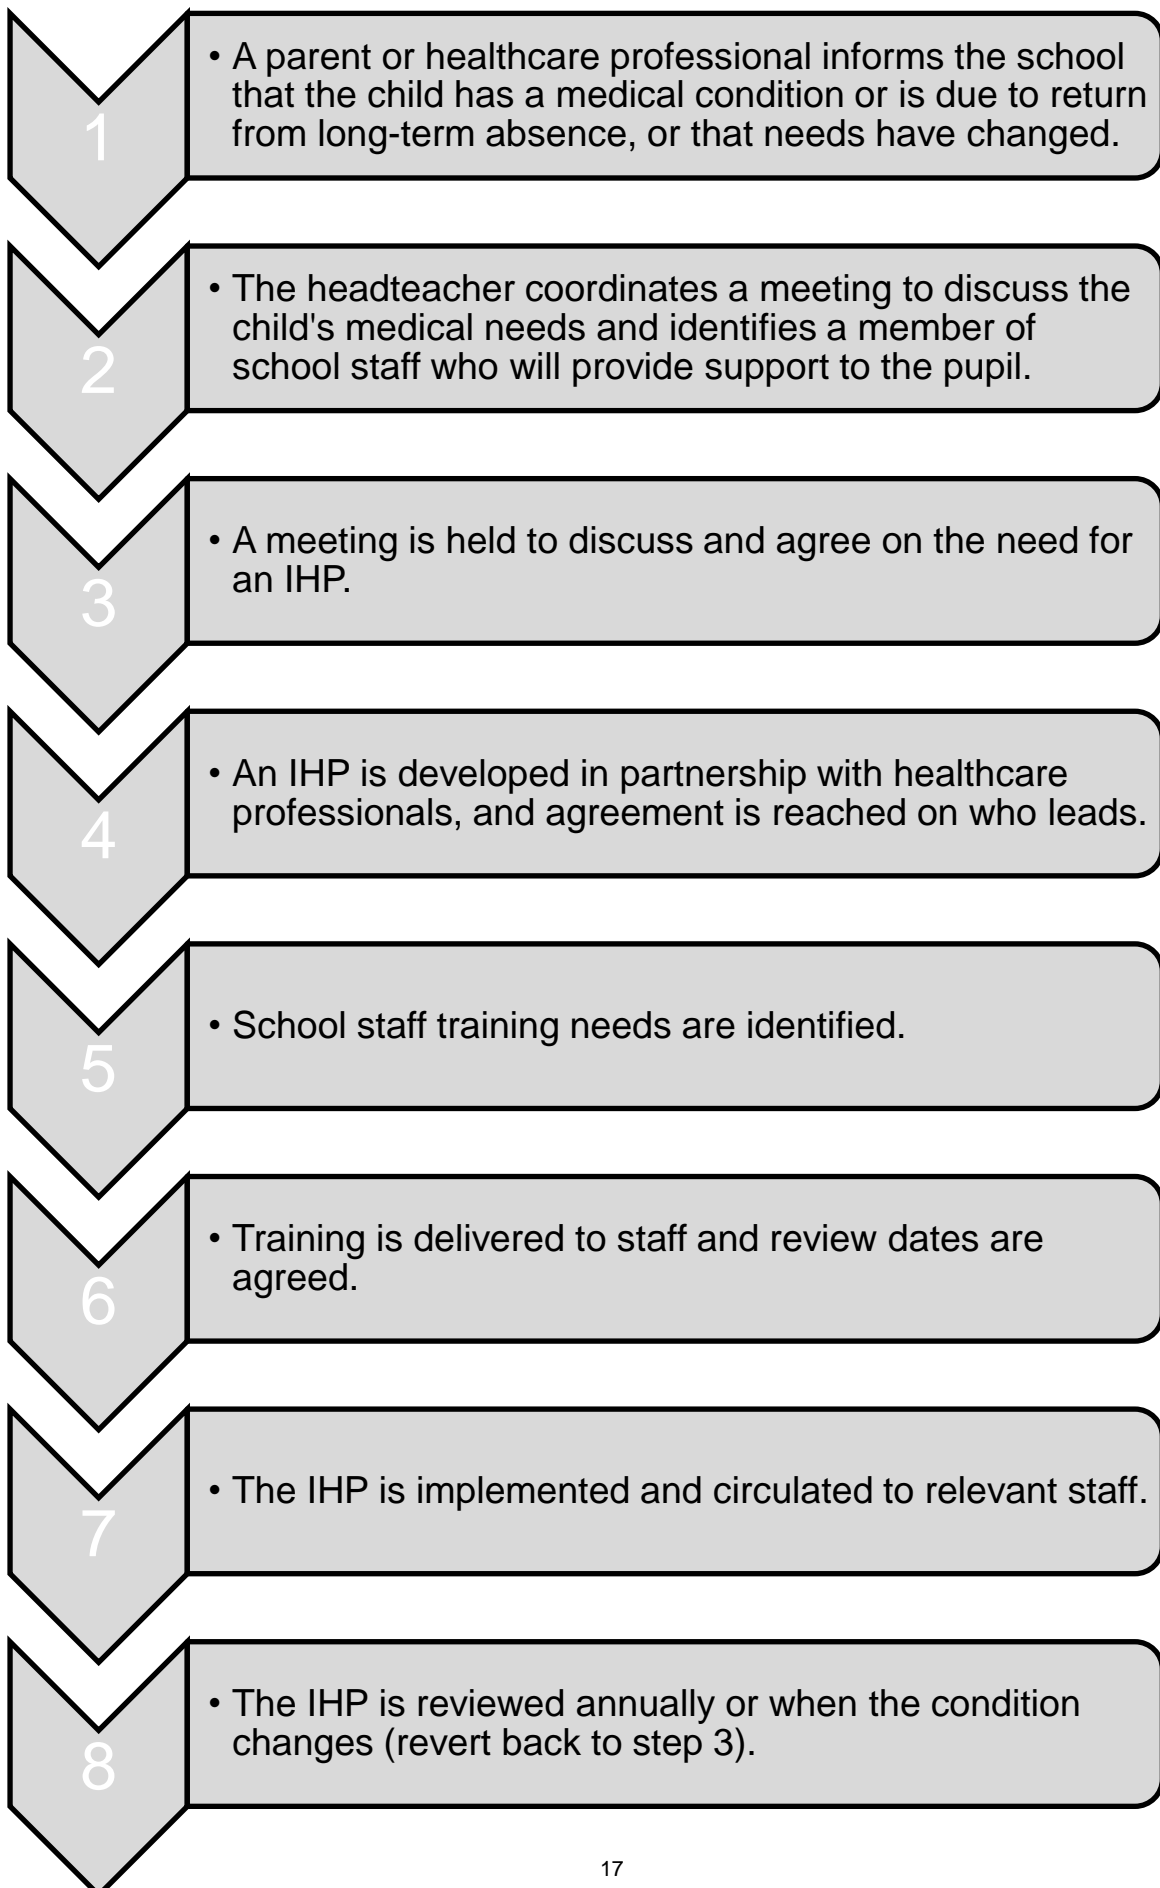 1
• A parent or healthcare professional informs the school
that the child has a medical condition or is due to return
from long-term absence, or that needs have changed.
2
• The headteacher coordinates a meeting to discuss the
child's medical needs and identifies a member of
school staff who will provide support to the pupil.
3
• A meeting is held to discuss and agree on the need for
an IHP.
4
• An IHP is developed in partnership with healthcare
professionals, and agreement is reached on who leads.
5
• School staff training needs are identified.
6
• Training is delivered to staff and review dates are
agreed.
7
• The IHP is implemented and circulated to relevant staff.
8
• The IHP is reviewed annually or when the condition
changes (revert back to step 3).
17